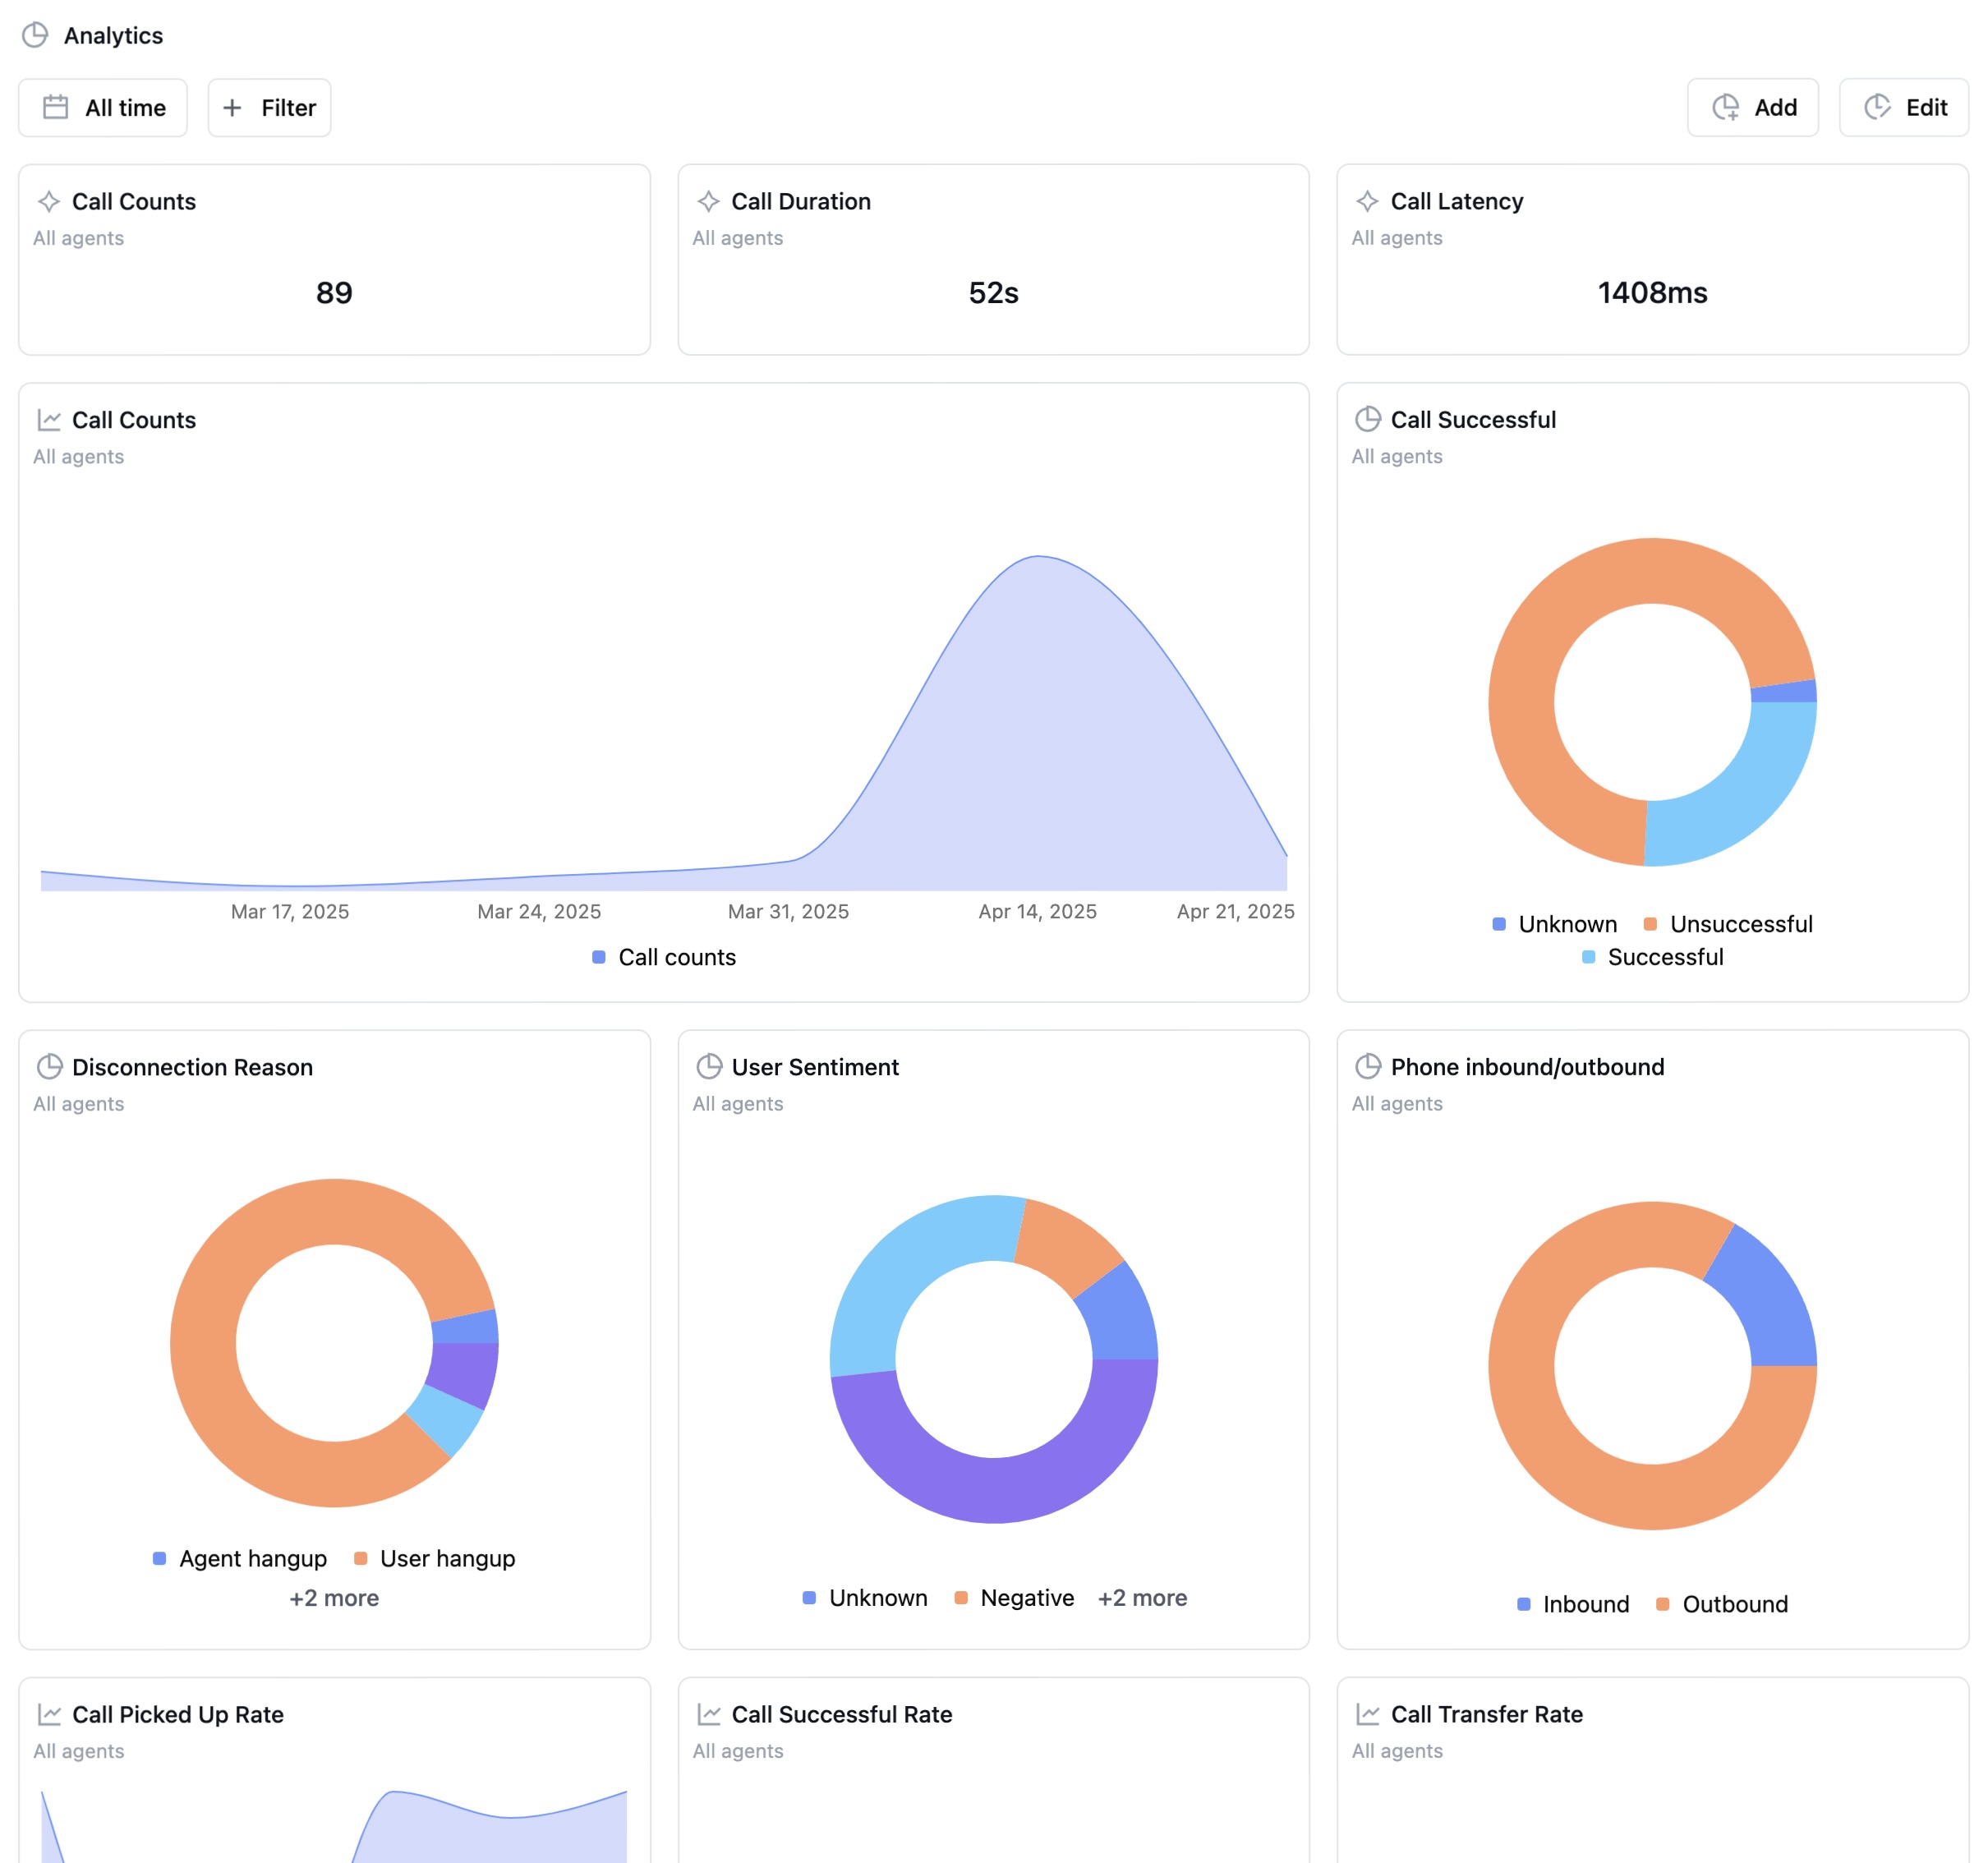 Analytics
All time
Filter
Add
Edit
Call Counts
All agents
89
Call Duration
All agents
52s
Call Latency
All agents
1408ms
Call Counts
All agents
Mar 17, 2025
Mar 24, 2025
Mar 31, 2025
Apr 14, 2025
Apr 21, 2025
Call counts
Call Successful
All agents
Unknown
Unsuccessful
Successful
Disconnection Reason
All agents
Agent hangup
User hangup
+2 more
User Sentiment
All agents
Unknown
Negative
+2 more
Phone inbound/outbound
All agents
Inbound
Outbound
Call Picked Up Rate
All agents
Call Successful Rate
All agents
Call Transfer Rate
All agents